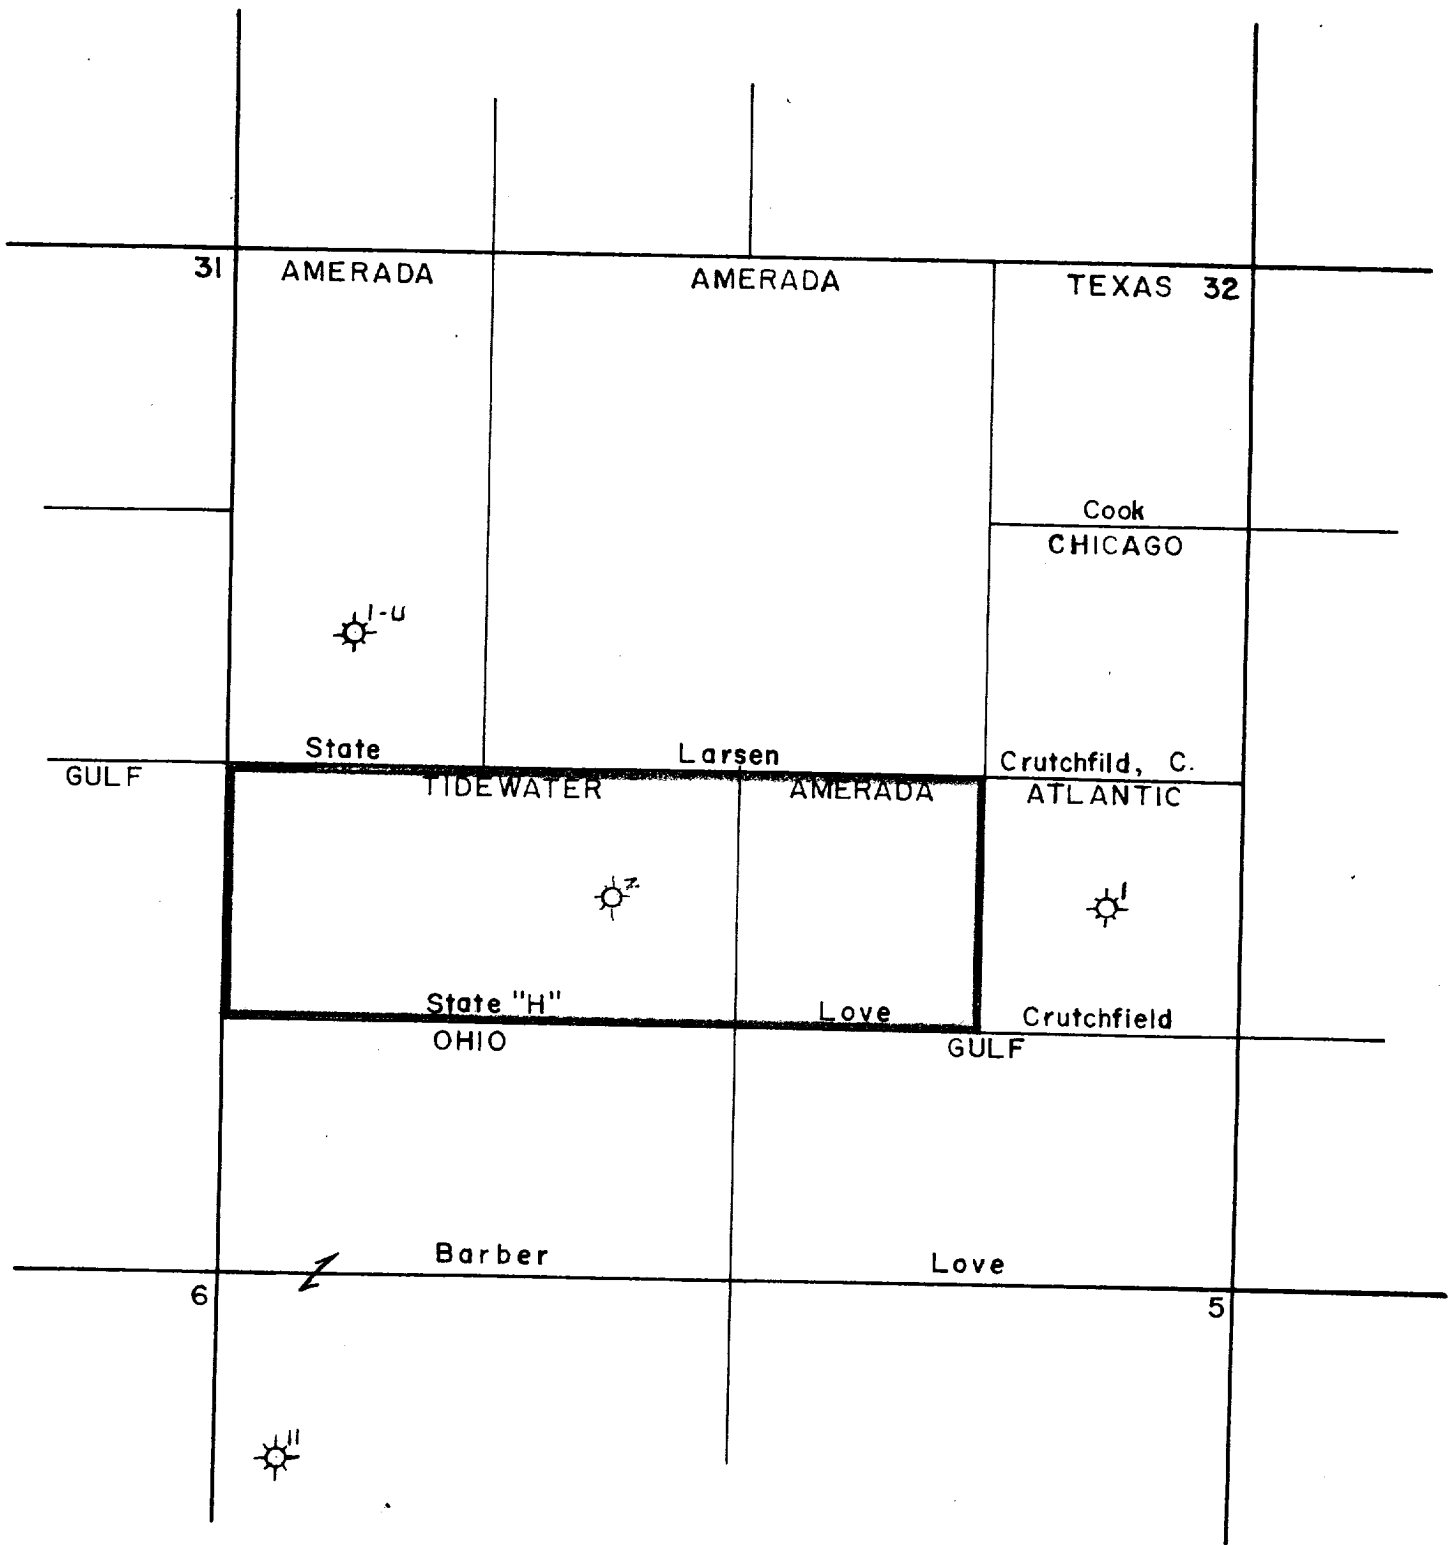 31 AMERADA AMERADA TEXAS 32
Cook
CHICAGO
1-U
State Larsen Crutchfild, C.
GULF TIDEWATER AMERADA ATLANTIC
1
State "H" Love Crutchfield
OHIO GULF
Barber Love
6 5
11